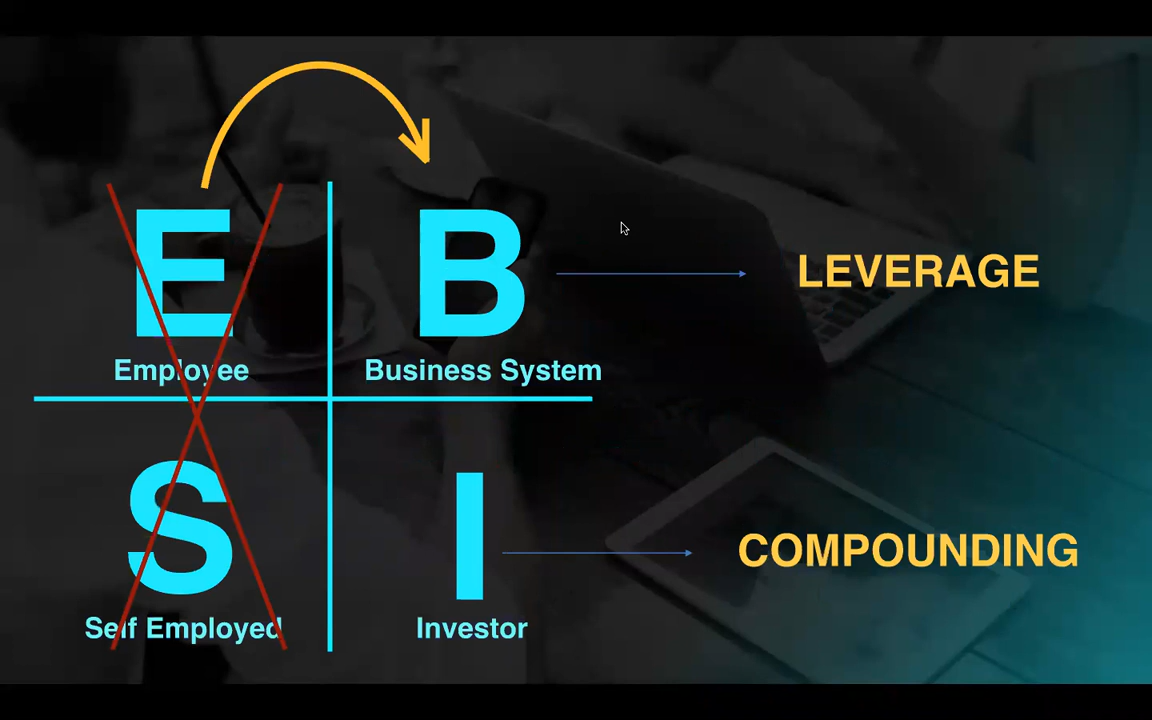 E
B
LEVERAGE
Employee
Business System
S
I
COMPOUNDING
Self Employed
Investor